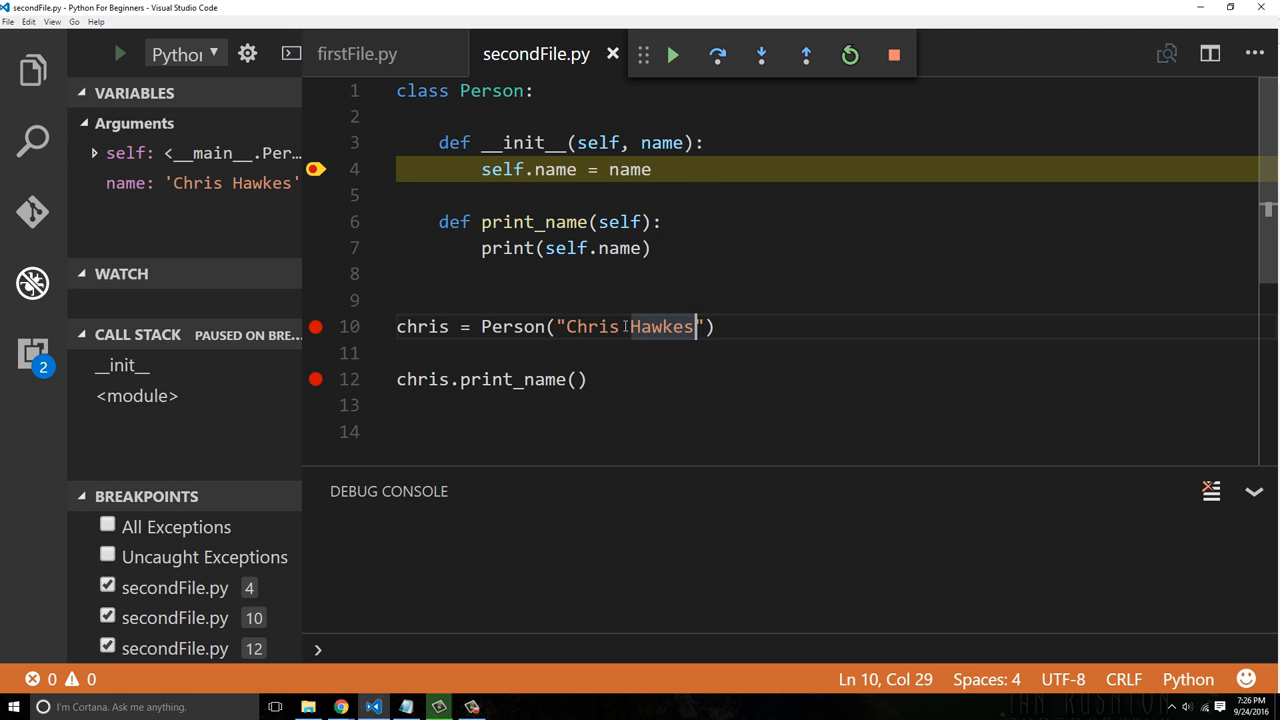 secondFile.py - Python For Beginners - Visual Studio Code
File Edit View Go Help
Python
firstFile.py
secondFile.py
VARIABLES
Arguments
self: <__main__.Per...
name: 'Chris Hawkes'
WATCH
CALL STACK PAUSED ON BRE...
__init__
<module>
BREAKPOINTS
All Exceptions
Uncaught Exceptions
secondFile.py 4
secondFile.py 10
secondFile.py 12
2
1 class Person:
2
3 def __init__(self, name):
4 self.name = name
5
6 def print_name(self):
7 print(self.name)
8
9
10 chris = Person("Chris Hawkes")
11
12 chris.print_name()
13
14
DEBUG CONSOLE
0 0
Ln 10, Col 29 Spaces: 4 UTF-8 CRLF Python
I'm Cortana. Ask me anything.
7:26 PM
9/24/2016